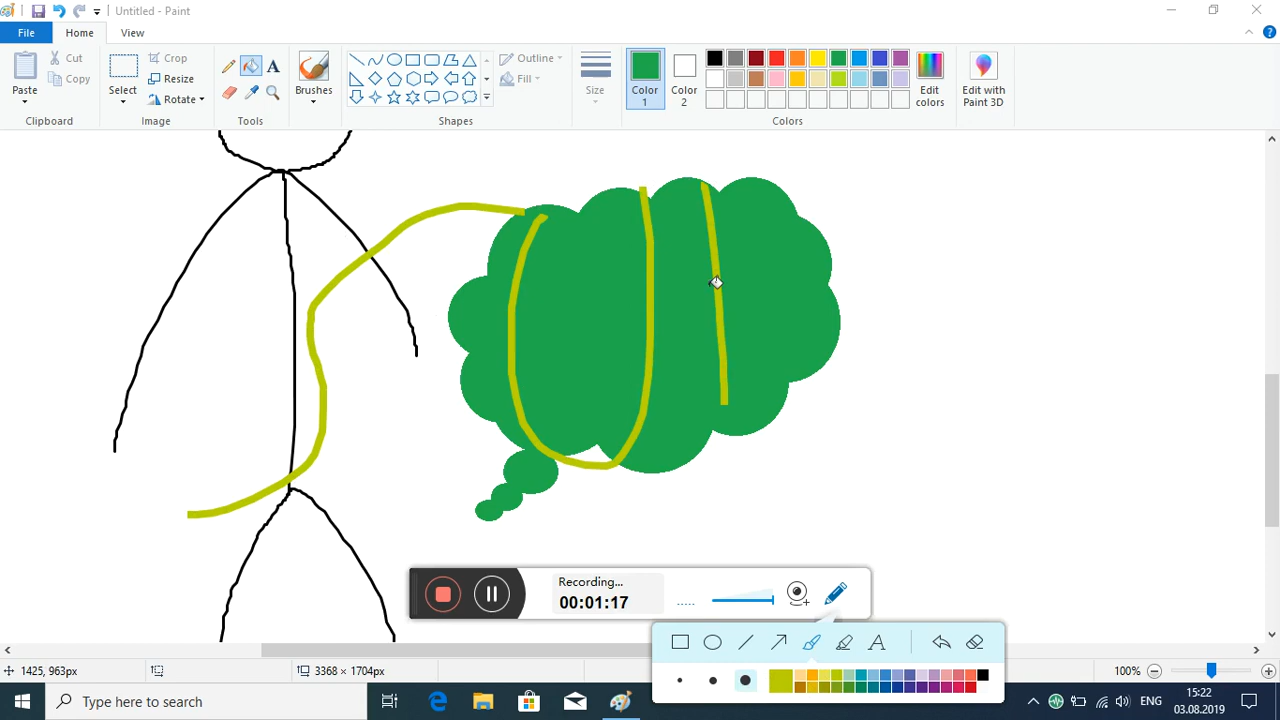 Untitled - Paint
File Home View
Paste
Cut
Copy
Clipboard
Select
Crop
Resize
Rotate
Image
A
Tools
Brushes
Shapes
Outline
Fill
Size
Color 1
Color 2
Colors
Edit colors
Edit with Paint 3D
Recording...
00:01:17
A
1425, 963px
3368 × 1704px
100%
Type here to search
ENG
15:22
03.08.2019